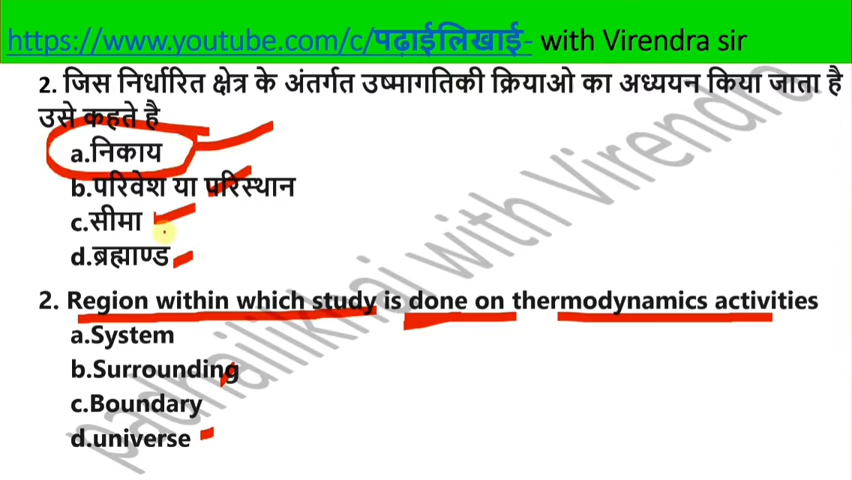 https://www.youtube.com/c/पढ़ाईलिखाई- with Virendra sir
2. जिस निर्धारित क्षेत्र के अंतर्गत उष्मागतिकी क्रियाओ का अध्ययन किया जाता है
उसे कहते है
a.निकाय
b.परिवेश या परिस्थान
c.सीमा
d.ब्रह्माण्ड
2. Region within which study is done on thermodynamics activities
a.System
b.Surrounding
c.Boundary
d.universe
padhailikhai with Virendra